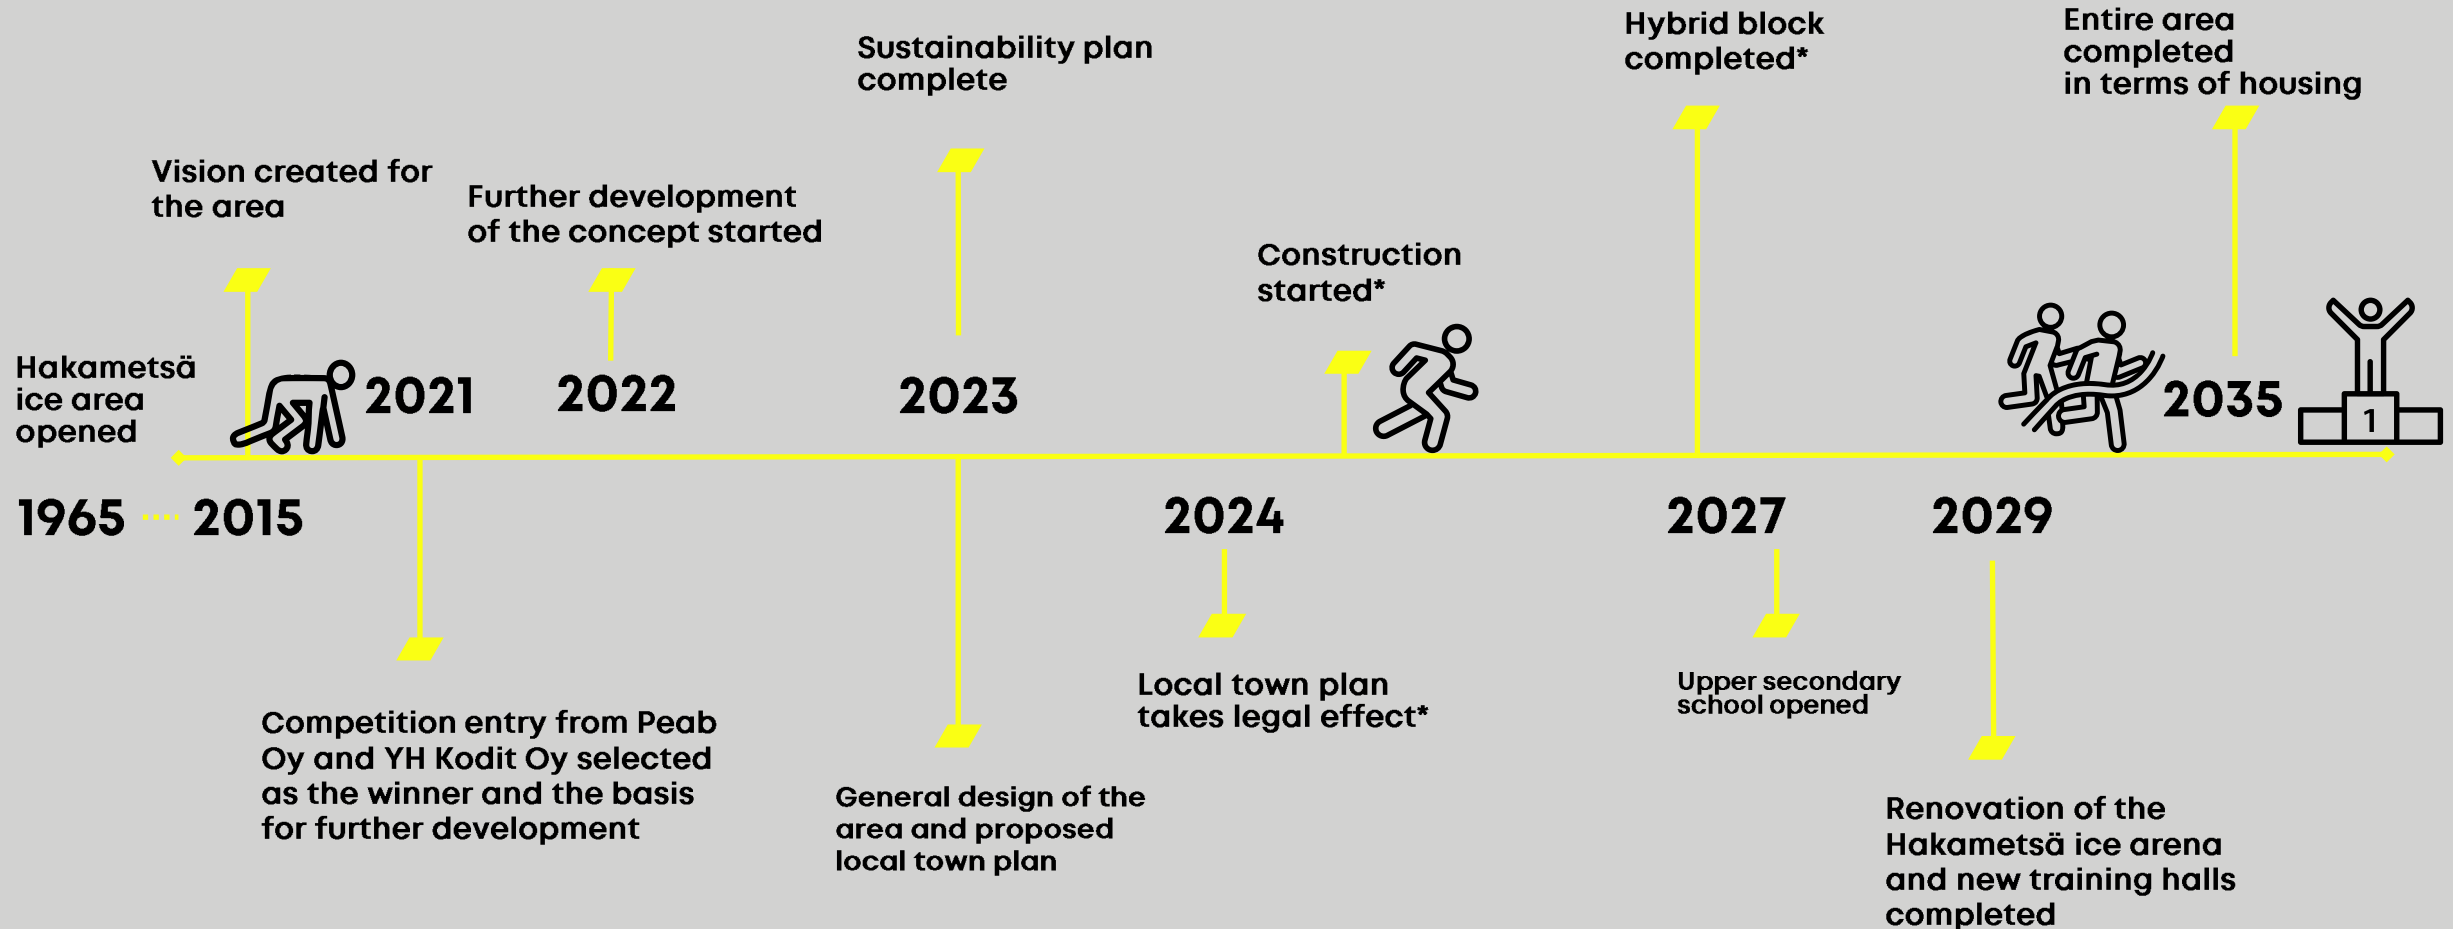 Hakametsä
ice area
opened
1965
2015
Vision created for
the area
2021
Competition entry from Peab
Oy and YH Kodit Oy selected
as the winner and the basis
for further development
Further development
of the concept started
2022
Sustainability plan
complete
2023
General design of the
area and proposed
local town plan
2024
Local town plan
takes legal effect*
Construction
started*
Hybrid block
completed*
2027
Upper secondary
school opened
2029
Renovation of the
Hakametsä ice arena
and new training halls
completed
Entire area
completed
in terms of housing
2035
1